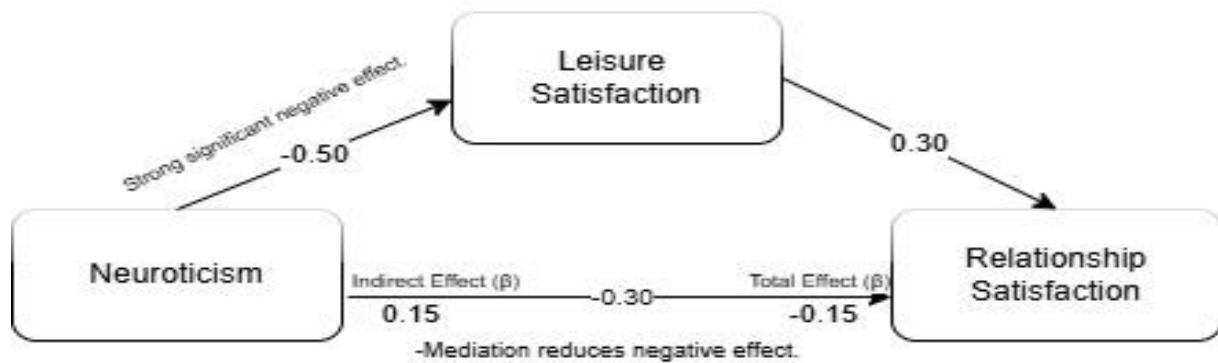 Leisure
Satisfaction
Strong significant negative effect.
-0.50
0.30
Neuroticism
Indirect Effect (β)
-0.30
Total Effect (β)
0.15
-0.15
Relationship
Satisfaction
-Mediation reduces negative effect.